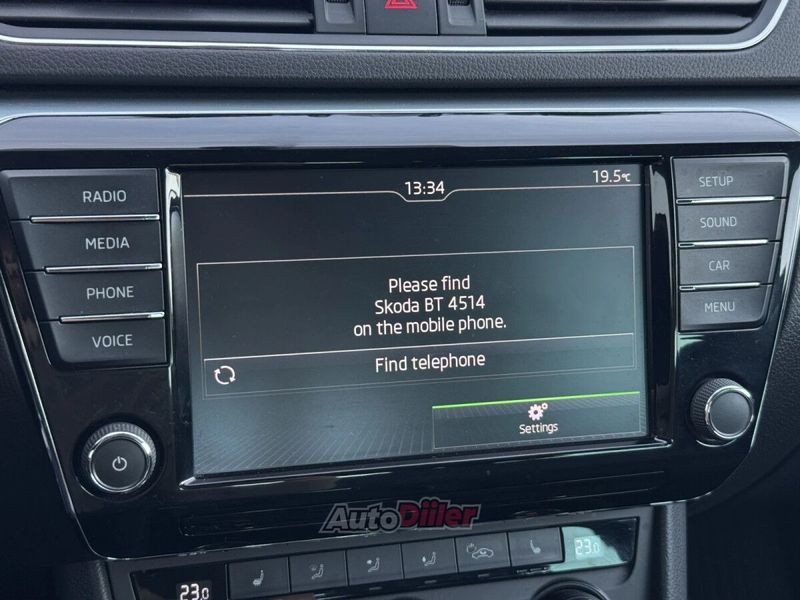 13:34
19.5°C
RADIO
MEDIA
PHONE
VOICE
Please find
Skoda BT 4514
on the mobile phone.
Find telephone
Settings
SETUP
SOUND
CAR
MENU
AutoDiiler
23.0
23.0